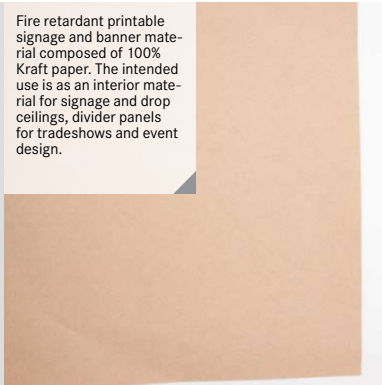 Fire retardant printable
signage and banner mate-
rial composed of 100%
Kraft paper. The intended
use is as an interior mate-
rial for signage and drop
ceilings, divider panels
for tradeshows and event
design.